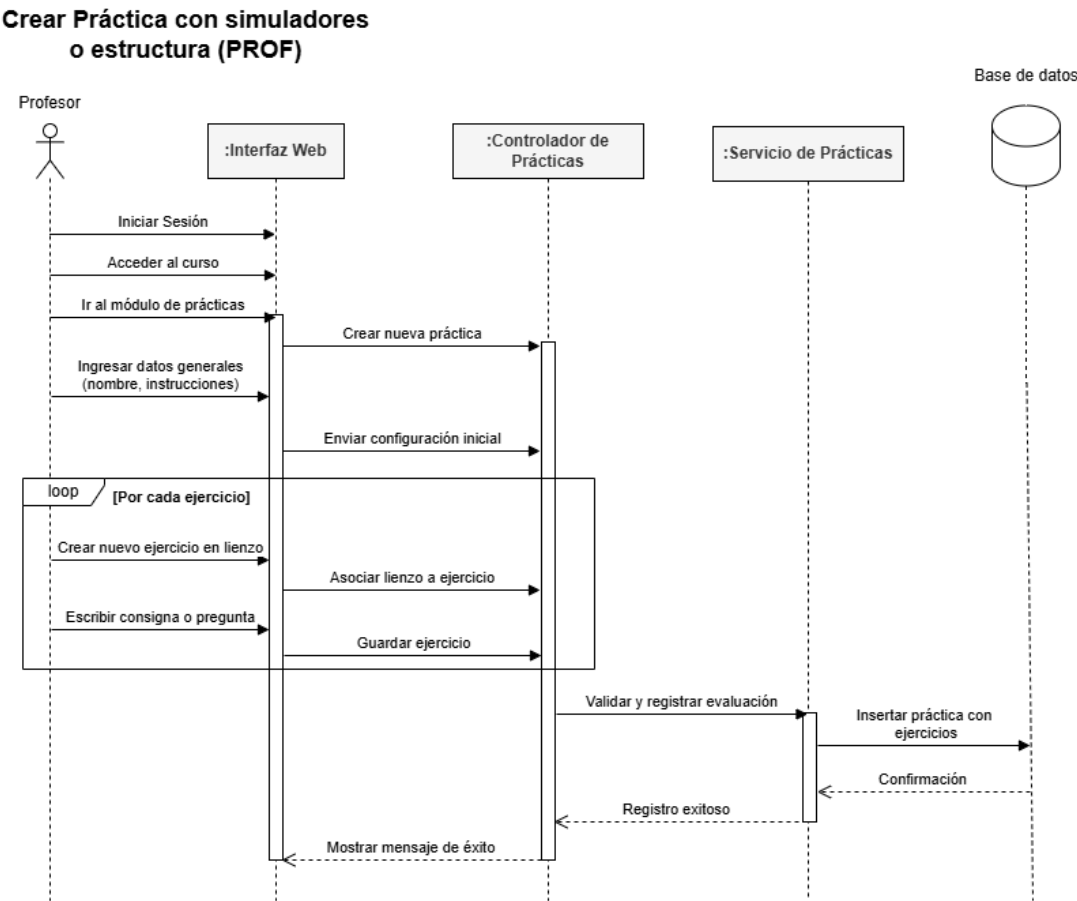 Crear Práctica con simuladores
o estructura (PROF)
Base de datos
Profesor
:Interfaz Web
:Controlador de
Prácticas
:Servicio de Prácticas
Iniciar Sesión
Acceder al curso
Ir al módulo de prácticas
Crear nueva práctica
Ingresar datos generales
(nombre, instrucciones)
Enviar configuración inicial
loop
[Por cada ejercicio]
Crear nuevo ejercicio en lienzo
Asociar lienzo a ejercicio
Escribir consigna o pregunta
Guardar ejercicio
Validar y registrar evaluación
Insertar práctica con
ejercicios
Confirmación
Registro exitoso
Mostrar mensaje de éxito